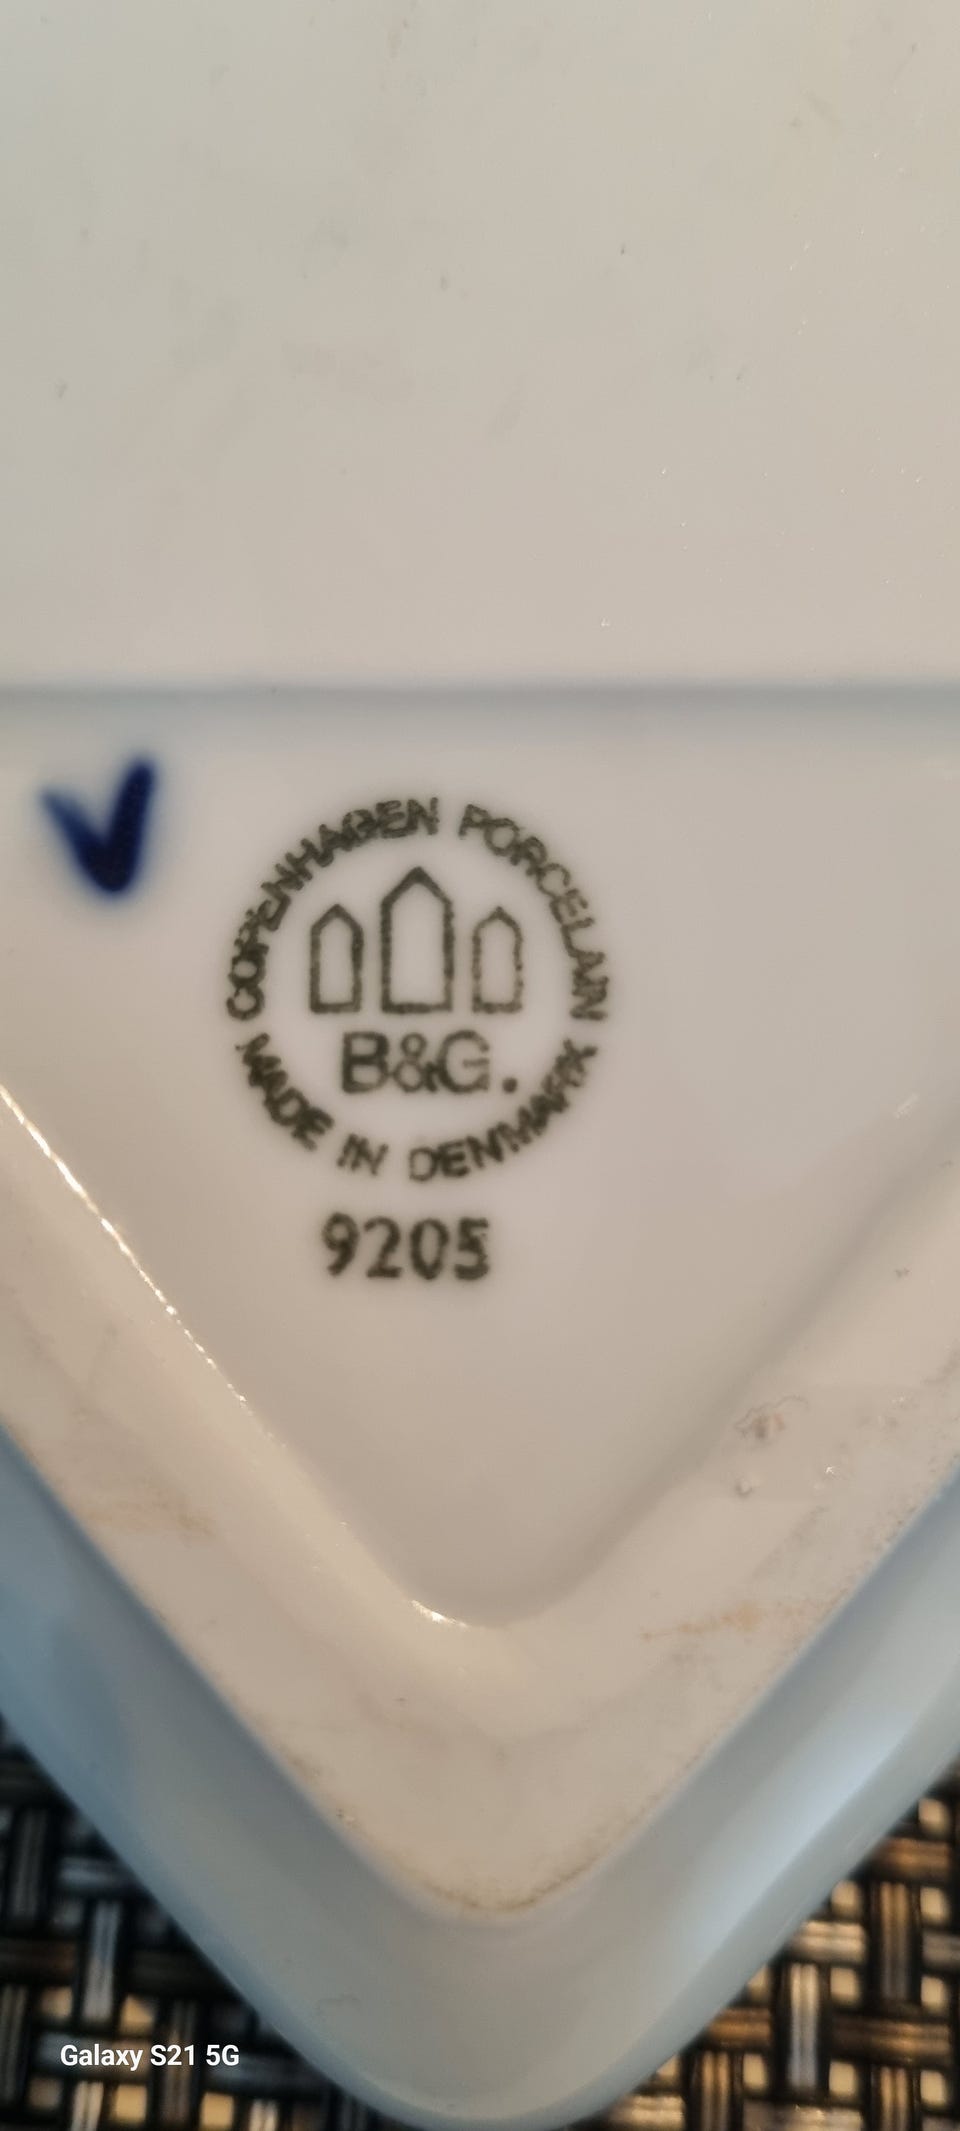 V
COPENHAGEN PORCELAIN
B&G.
MADE IN DENMARK
9205
Galaxy S21 5G